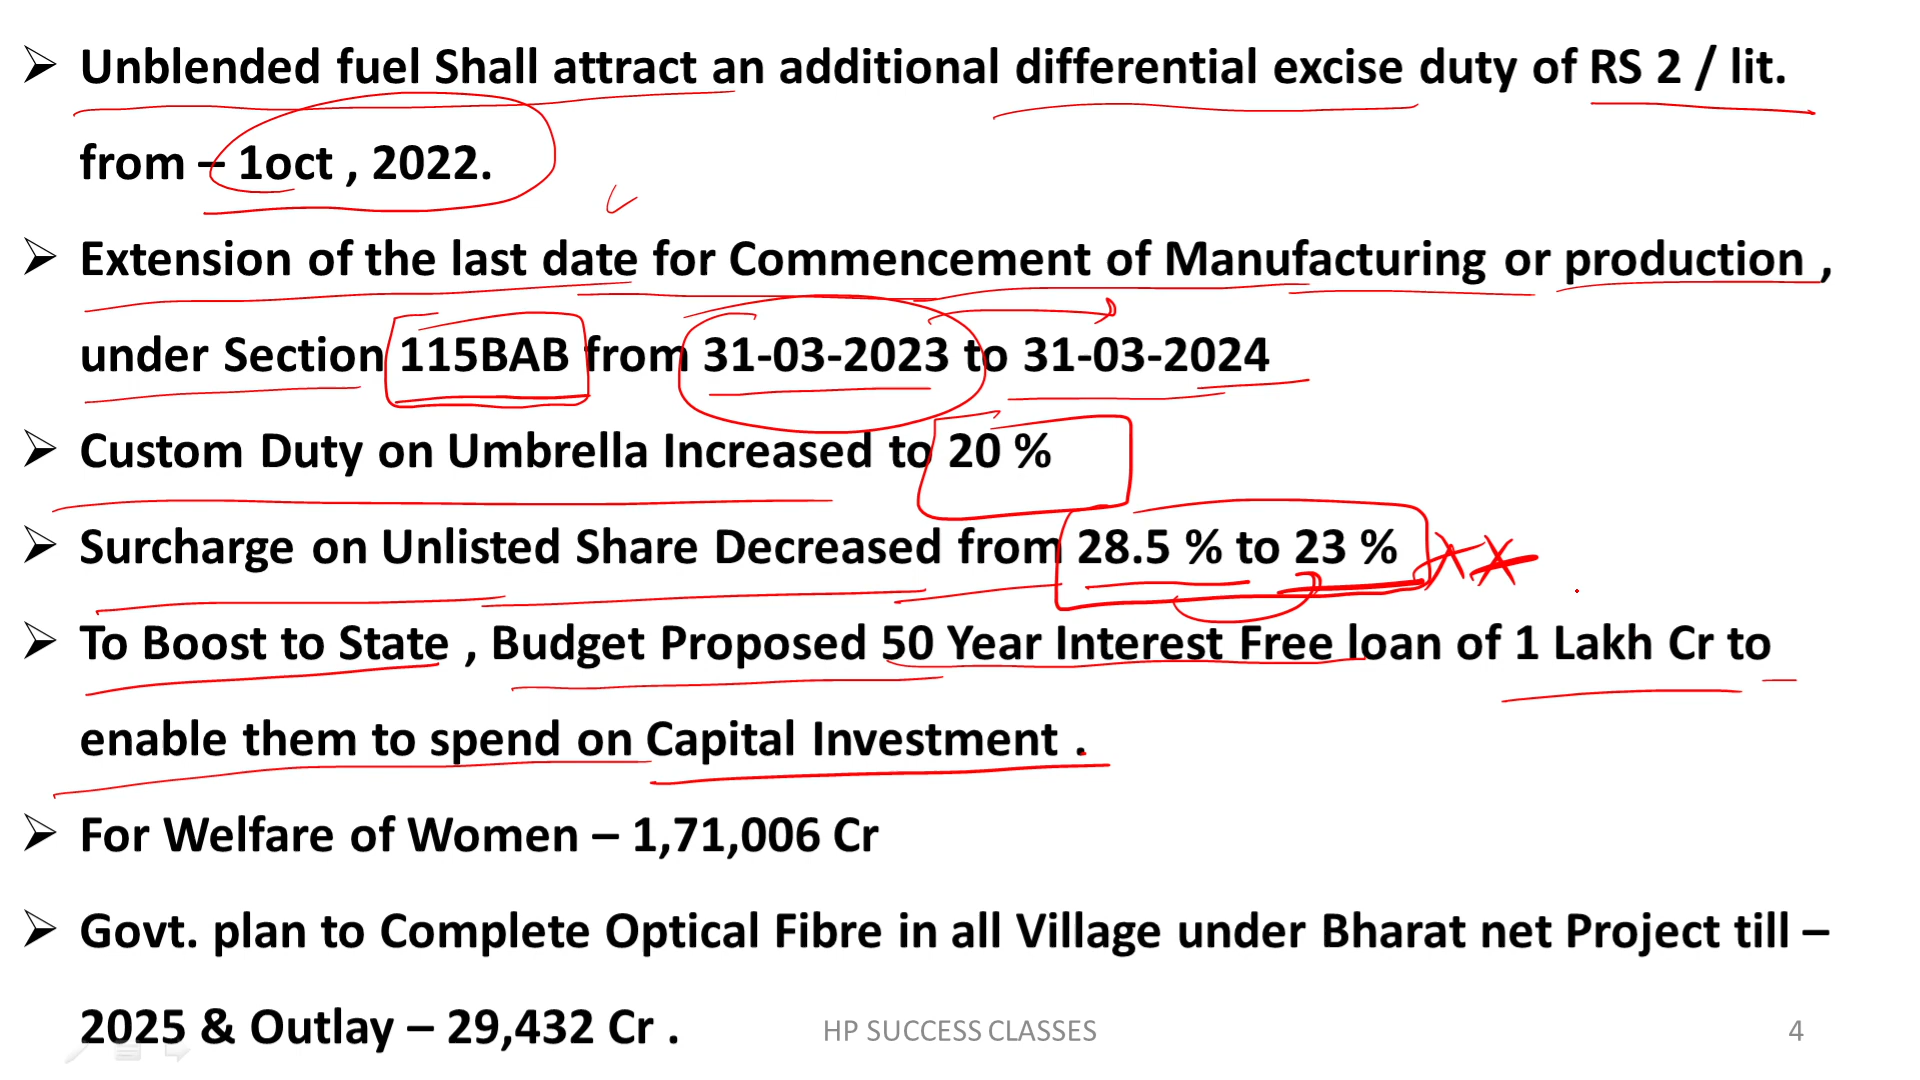 Unblended fuel Shall attract an additional differential excise duty of RS 2 / lit.
from – 1oct , 2022.
Extension of the last date for Commencement of Manufacturing or production ,
under Section 115BAB from 31-03-2023 to 31-03-2024
Custom Duty on Umbrella Increased to 20 %
Surcharge on Unlisted Share Decreased from 28.5 % to 23 %
To Boost to State , Budget Proposed 50 Year Interest Free loan of 1 Lakh Cr to
enable them to spend on Capital Investment .
For Welfare of Women – 1,71,006 Cr
Govt. plan to Complete Optical Fibre in all Village under Bharat net Project till –
2025 & Outlay – 29,432 Cr .
HP SUCCESS CLASSES
4